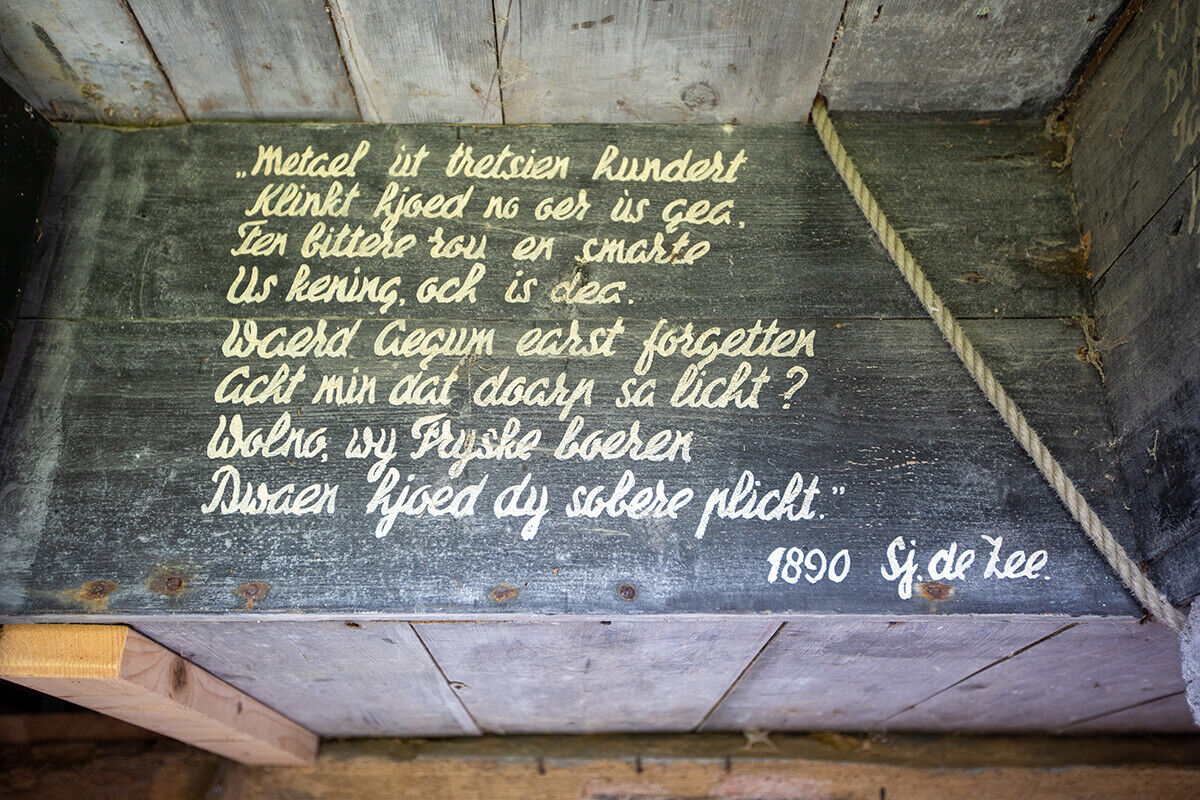 „Metael út tretsien hundert
Klinkt hjoed no oer ús gea,
Ien bittere rou en smarte
Us kening, och is dea.
Waerd Aegum earst forgetten
Acht min dat doarp sa licht?
Wolno, wy Fryske boeren
Dwaen hjoed dy sobere plicht."
1890 Sj. de Zee.